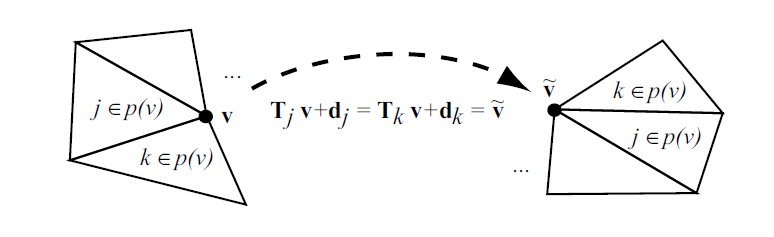 ...
j ∈ p(v)
v
k ∈ p(v)
T_j v+d_j = T_k v+d_k = ṽ
ṽ
k ∈ p(v)
j ∈ p(v)
...